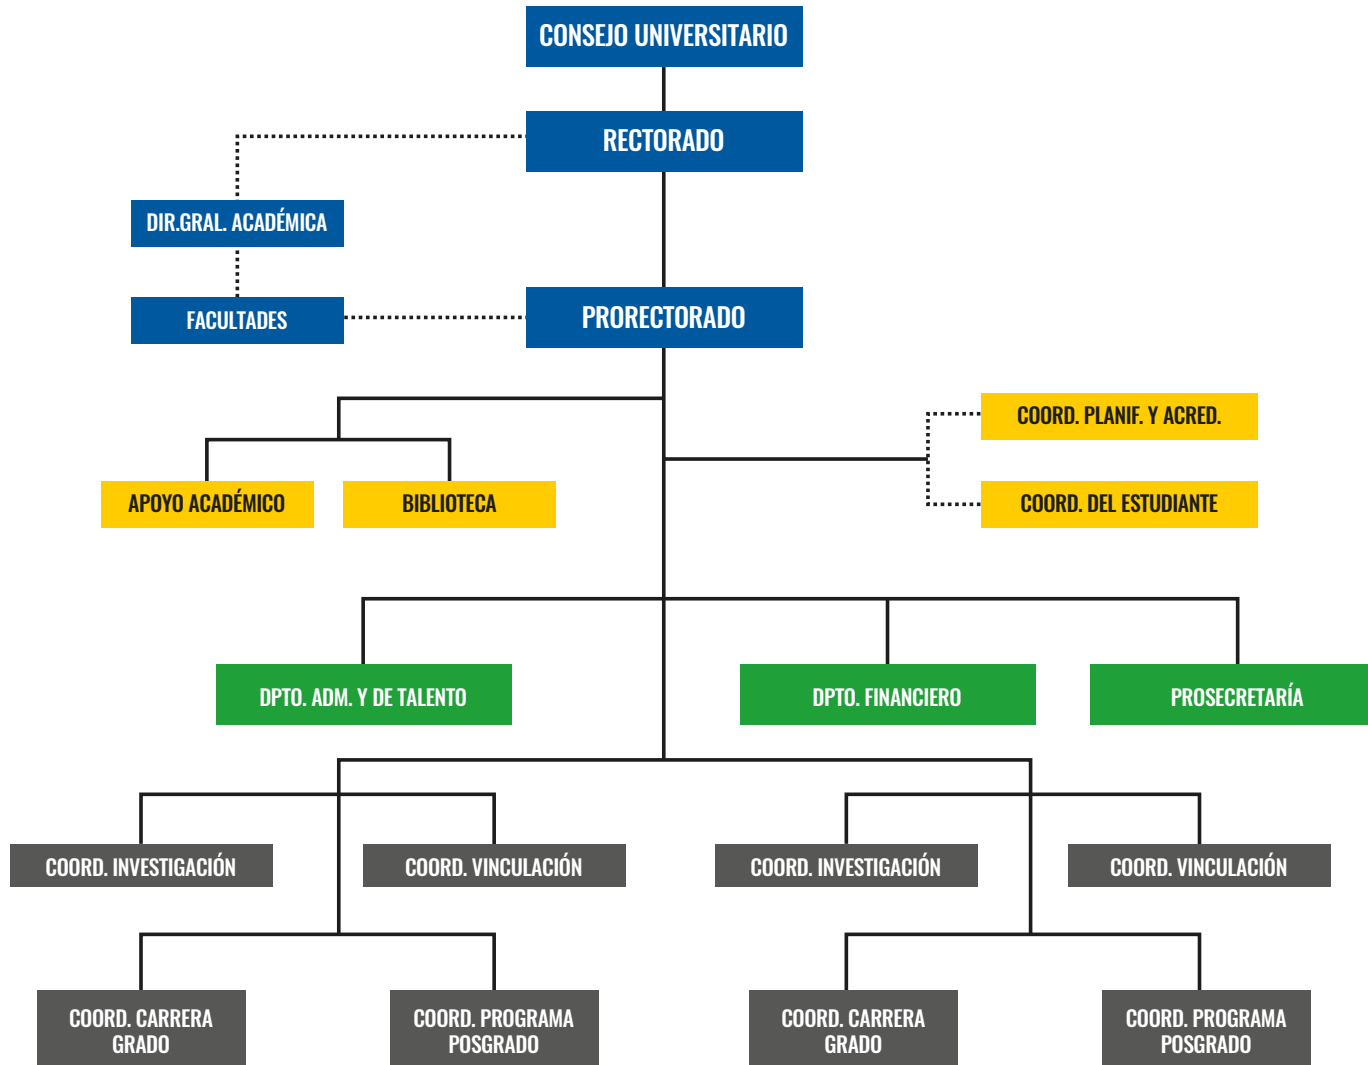 CONSEJO UNIVERSITARIO
RECTORADO
DIR.GRAL. ACADÉMICA
FACULTADES
PRORECTORADO
COORD. PLANIF. Y ACRED.
APOYO ACADÉMICO
BIBLIOTECA
COORD. DEL ESTUDIANTE
DPTO. ADM. Y DE TALENTO
DPTO. FINANCIERO
PROSECRETARÍA
COORD. INVESTIGACIÓN
COORD. VINCULACIÓN
COORD. INVESTIGACIÓN
COORD. VINCULACIÓN
COORD. CARRERA
GRADO
COORD. PROGRAMA
POSGRADO
COORD. CARRERA
GRADO
COORD. PROGRAMA
POSGRADO